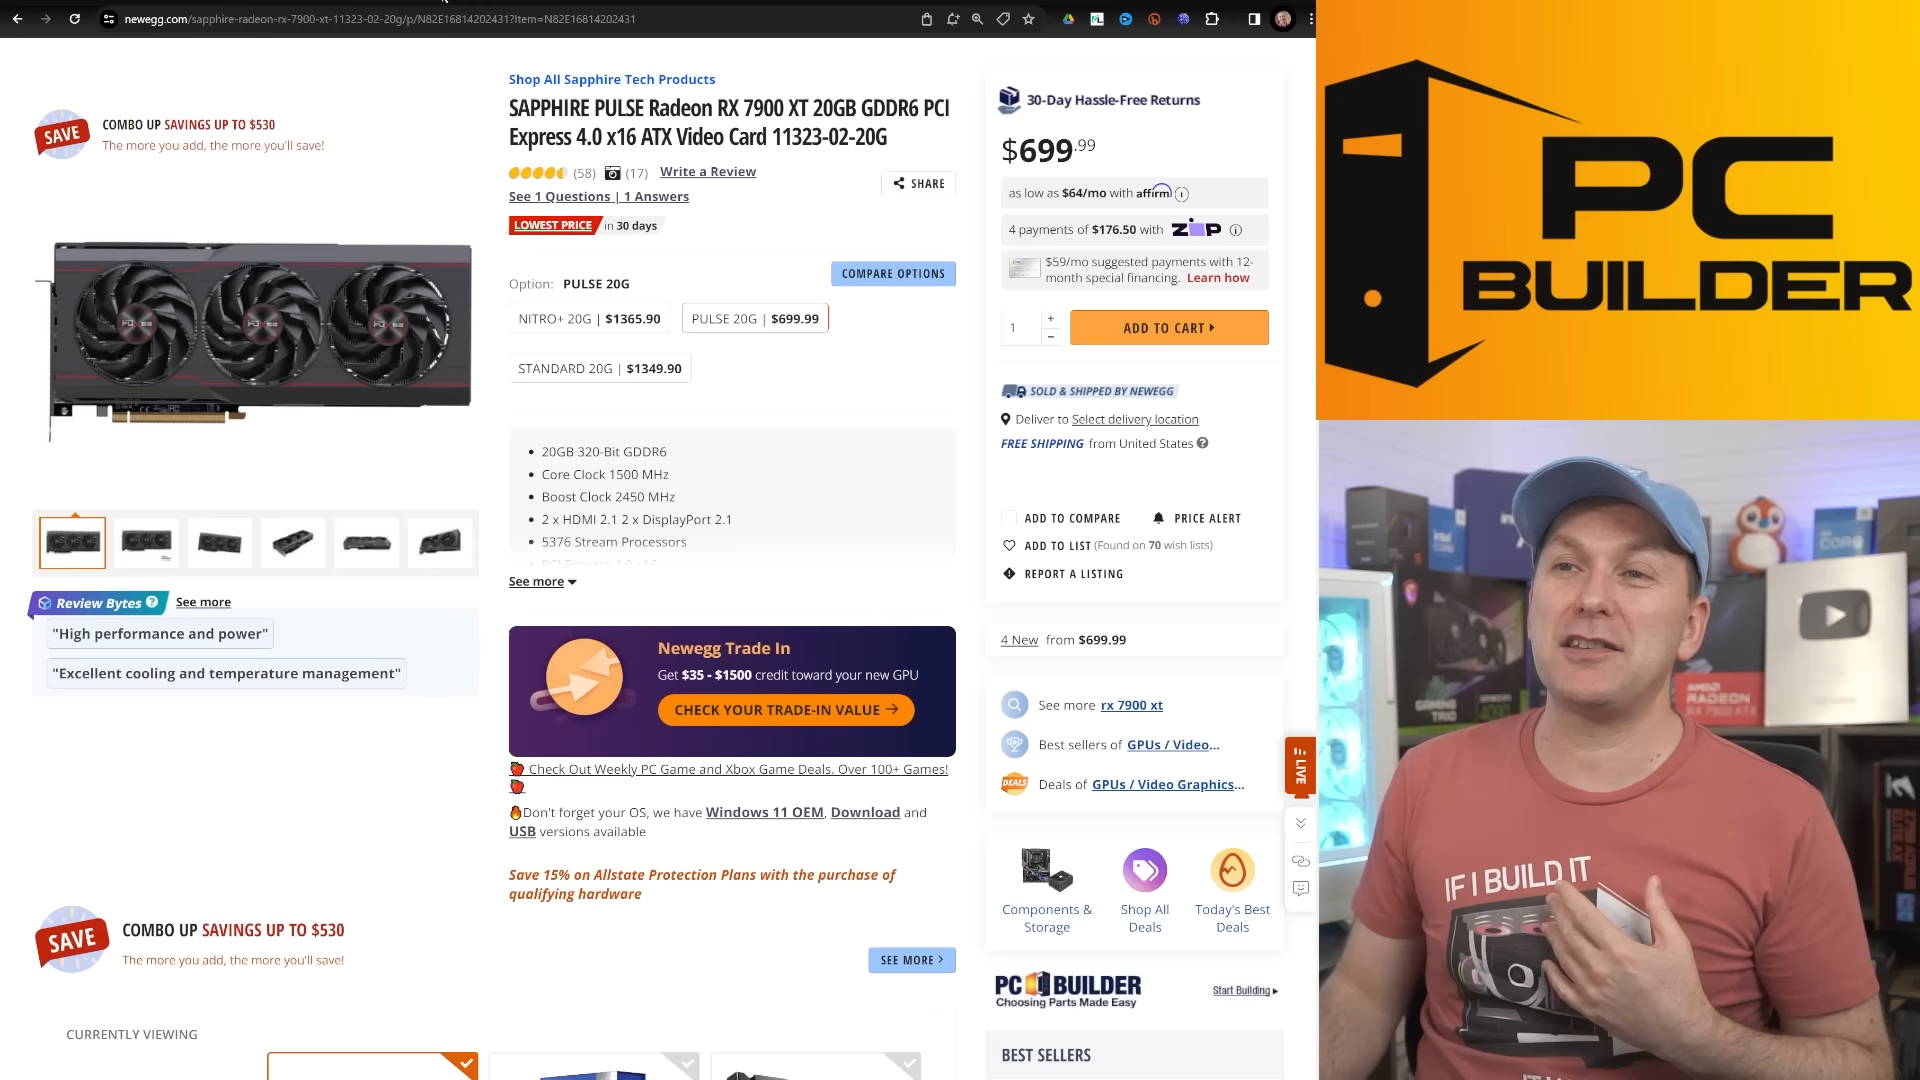 newegg.com/sapphire-radeon-rx-7900-xt-11323-02-20g/p/N82E16814202431?Item=N82E16814202431
SAVE
COMBO UP SAVINGS UP TO $530
The more you add, the more you'll save!
Review Bytes
See more
"High performance and power"
"Excellent cooling and temperature management"
Shop All Sapphire Tech Products
SAPPHIRE PULSE Radeon RX 7900 XT 20GB GDDR6 PCI
Express 4.0 x16 ATX Video Card 11323-02-20G
(58) (17) Write a Review
See 1 Questions | 1 Answers
SHARE
LOWEST PRICE in 30 days
Option: PULSE 20G
COMPARE OPTIONS
NITRO+ 20G | $1365.90
PULSE 20G | $699.99
STANDARD 20G | $1349.90
20GB 320-Bit GDDR6
Core Clock 1500 MHz
Boost Clock 2450 MHz
2 x HDMI 2.1 2 x DisplayPort 2.1
5376 Stream Processors
PCI Express 4.0 x16
See more
Newegg Trade In
Get $35 - $1500 credit toward your new GPU
CHECK YOUR TRADE-IN VALUE
Check Out Weekly PC Game and Xbox Game Deals. Over 100+ Games!
Don't forget your OS, we have Windows 11 OEM, Download and
USB versions available
Save 15% on Allstate Protection Plans with the purchase of
qualifying hardware
SAVE
COMBO UP SAVINGS UP TO $530
The more you add, the more you'll save!
SEE MORE
CURRENTLY VIEWING
30-Day Hassle-Free Returns
$699.99
as low as $64/mo with affirm
4 payments of $176.50 with ZIP
$59/mo suggested payments with 12-
month special financing. Learn how
1
+
-
ADD TO CART
SOLD & SHIPPED BY NEWEGG
Deliver to Select delivery location
FREE SHIPPING from United States
ADD TO COMPARE
PRICE ALERT
ADD TO LIST (Found on 70 wish lists)
REPORT A LISTING
4 New from $699.99
See more rx 7900 xt
Best sellers of GPUs / Video...
DEALS
Deals of GPUs / Video Graphics...
LIVE
Components &
Storage
Shop All
Deals
Today's Best
Deals
PC BUILDER
Choosing Parts Made Easy
Start Building
BEST SELLERS
PC
BUILDER
CORE
GAMING
TRIO
4090
AMD
RADEON
RX 7900 XTX
IF I BUILD IT